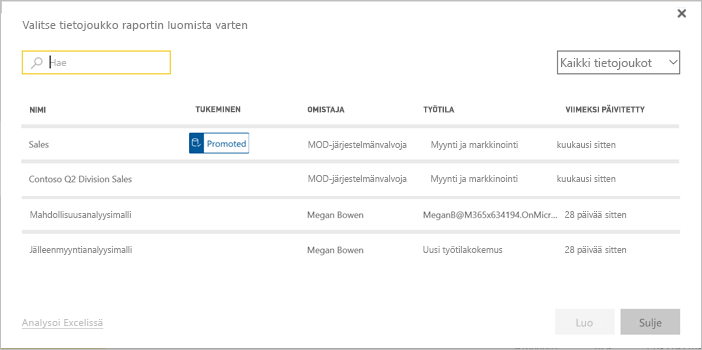 Valitse tietojoukko raportin luomista varten
Hae
Kaikki tietojoukot
NIMI TUKEMINEN OMISTAJA TYÖTILA VIIMEKSI PÄIVITETTY
Sales Promoted MOD-järjestelmänvalvoja Myynti ja markkinointi kuukausi sitten
Contoso Q2 Division Sales MOD-järjestelmänvalvoja Myynti ja markkinointi kuukausi sitten
Mahdollisuusanalyysimalli Megan Bowen MeganB@M365x634194.OnMicr... 28 päivää sitten
Jälleenmyyntianalyysimalli Megan Bowen Uusi työtilakokemus 28 päivää sitten
Analysoi Excelissä
Luo
Sulje